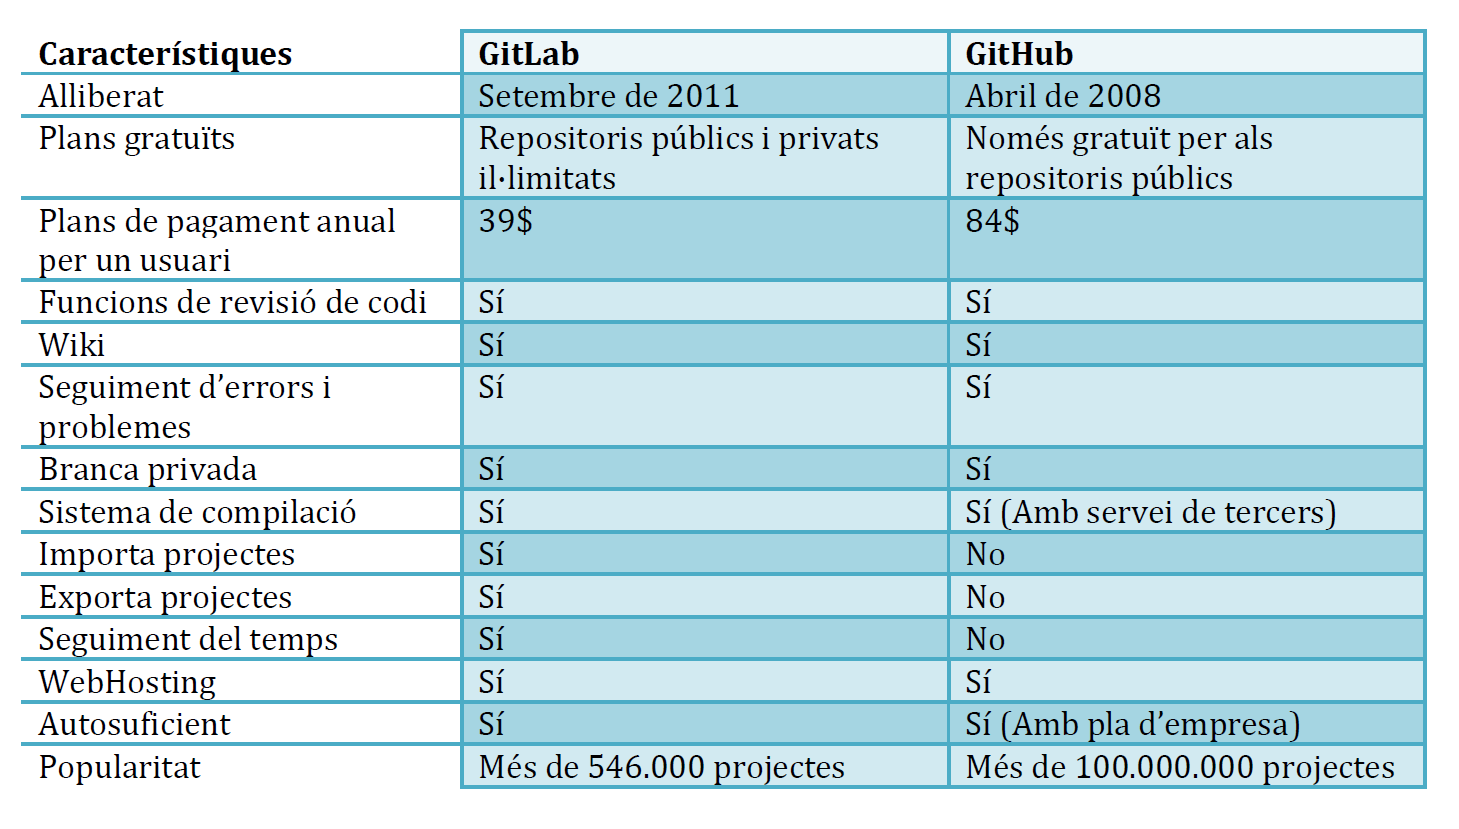 Característiques GitLab GitHub
Alliberat Setembre de 2011 Abril de 2008
Plans gratuïts Repositoris públics i privats Només gratuït per als
il·limitats repositoris públics
Plans de pagament anual 39$ 84$
per un usuari
Funcions de revisió de codi Sí Sí
Wiki Sí Sí
Seguiment d’errors i Sí Sí
problemes
Branca privada Sí Sí
Sistema de compilació Sí Sí (Amb servei de tercers)
Importa projectes Sí No
Exporta projectes Sí No
Seguiment del temps Sí No
WebHosting Sí Sí
Autosuficient Sí Sí (Amb pla d’empresa)
Popularitat Més de 546.000 projectes Més de 100.000.000 projectes